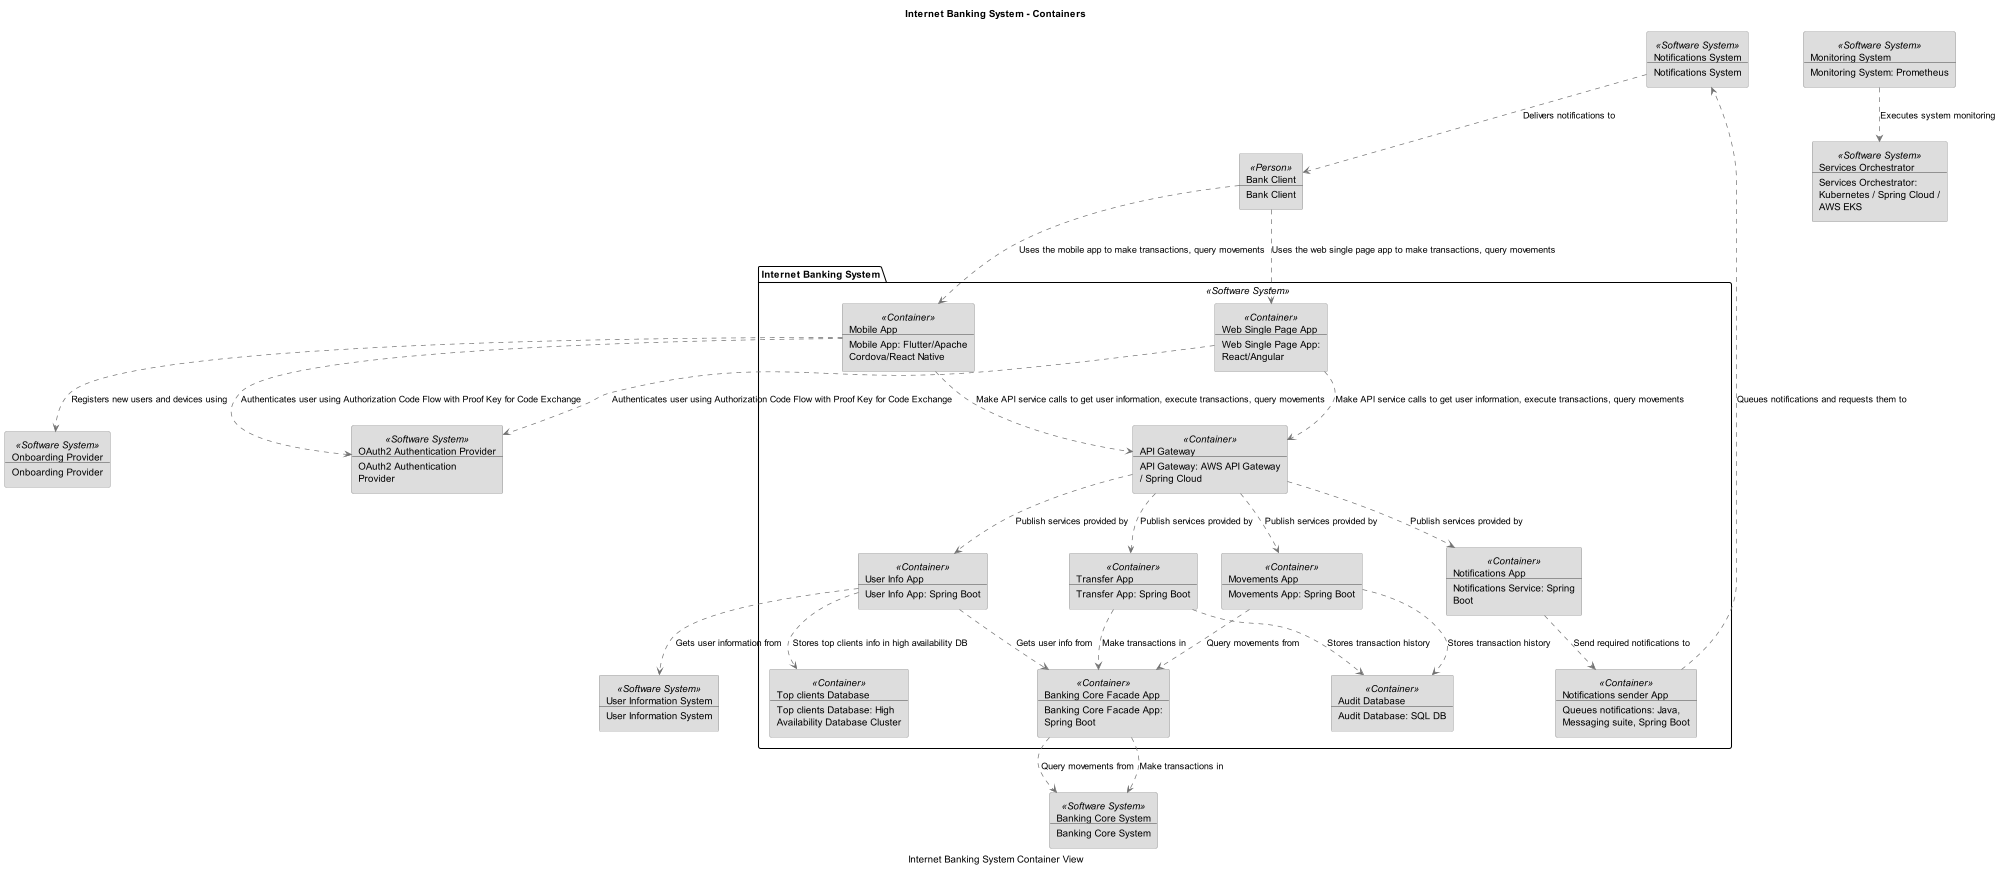 Internet Banking System - Containers
«Software System»
Notifications System
Notifications System
«Software System»
Monitoring System
Monitoring System: Prometheus
Delivers notifications to
Executes system monitoring
«Person»
Bank Client
Bank Client
«Software System»
Services Orchestrator
Services Orchestrator:
Kubernetes / Spring Cloud /
AWS EKS
Uses the mobile app to make transactions, query movements
Uses the web single page app to make transactions, query movements
Internet Banking System
«Software System»
«Container»
Mobile App
Mobile App: Flutter/Apache
Cordova/React Native
«Container»
Web Single Page App
Web Single Page App:
React/Angular
Registers new users and devices using
Authenticates user using Authorization Code Flow with Proof Key for Code Exchange
Authenticates user using Authorization Code Flow with Proof Key for Code Exchange
Make API service calls to get user information, execute transactions, query movements
Make API service calls to get user information, execute transactions, query movements
Queues notifications and requests them to
«Software System»
Onboarding Provider
Onboarding Provider
«Software System»
OAuth2 Authentication Provider
OAuth2 Authentication
Provider
«Container»
API Gateway
API Gateway: AWS API Gateway
/ Spring Cloud
Publish services provided by
Publish services provided by
Publish services provided by
Publish services provided by
«Container»
User Info App
User Info App: Spring Boot
«Container»
Transfer App
Transfer App: Spring Boot
«Container»
Movements App
Movements App: Spring Boot
«Container»
Notifications App
Notifications Service: Spring
Boot
Gets user information from
Stores top clients info in high availability DB
Gets user info from
Make transactions in
Query movements from
Stores transaction history
Stores transaction history
Send required notifications to
«Software System»
User Information System
User Information System
«Container»
Top clients Database
Top clients Database: High
Availability Database Cluster
«Container»
Banking Core Facade App
Banking Core Facade App:
Spring Boot
«Container»
Audit Database
Audit Database: SQL DB
«Container»
Notifications sender App
Queues notifications: Java,
Messaging suite, Spring Boot
Query movements from
Make transactions in
«Software System»
Banking Core System
Banking Core System
Internet Banking System Container View